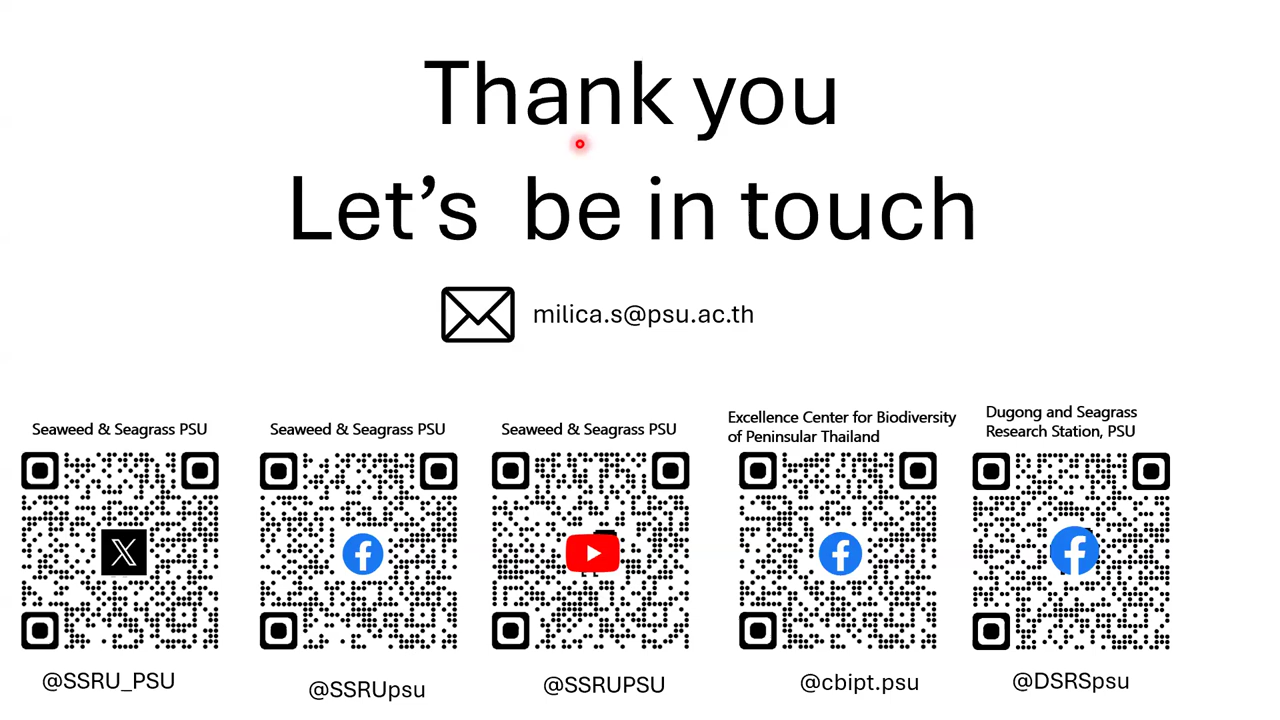 Thank you
Let’s  be in touch
milica.s@psu.ac.th
Seaweed & Seagrass PSU
Seaweed & Seagrass PSU
Seaweed & Seagrass PSU
Excellence Center for Biodiversity
of Peninsular Thailand
Dugong and Seagrass
Research Station, PSU
@SSRU_PSU
@SSRUpsu
@SSRUPSU
@cbipt.psu
@DSRSpsu